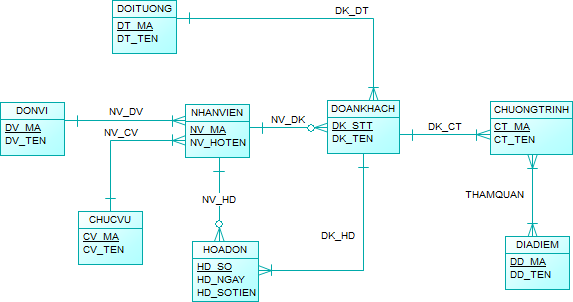 DOITUONG
DT_MA
DT_TEN
DK_DT
DONVI
DV_MA
DV_TEN
NV_DV
NV_CV
NHANVIEN
NV_MA
NV_HOTEN
NV_DK
DOANKHACH
DK_STT
DK_TEN
DK_CT
CHUONGTRINH
CT_MA
CT_TEN
THAMQUAN
NV_HD
DK_HD
CHUCVU
CV_MA
CV_TEN
HOADON
HD_SO
HD_NGAY
HD_SOTIEN
DIADIEM
DD_MA
DD_TEN